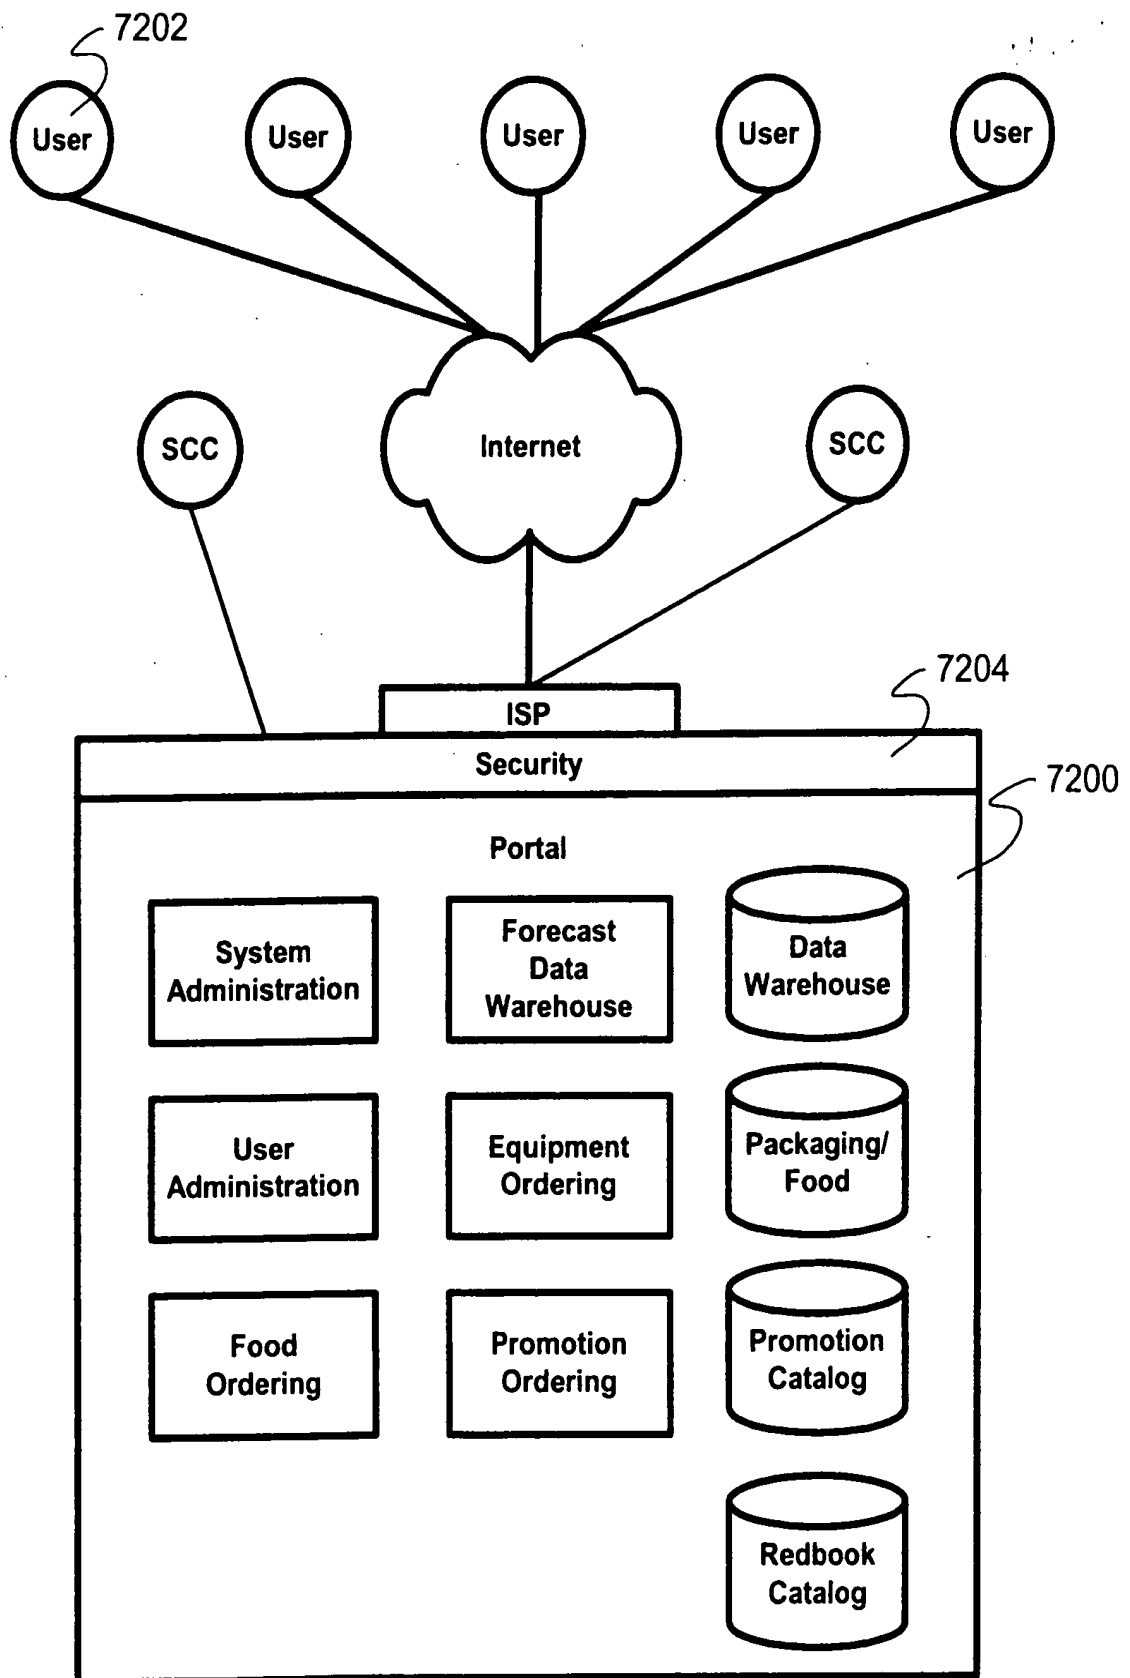 7202
User
User
User
User
User
SCC
Internet
SCC
7204
ISP
Security
7200
Portal
System
Administration
Forecast
Data
Warehouse
Data
Warehouse
User
Administration
Equipment
Ordering
Packaging/
Food
Food
Ordering
Promotion
Ordering
Promotion
Catalog
Redbook
Catalog